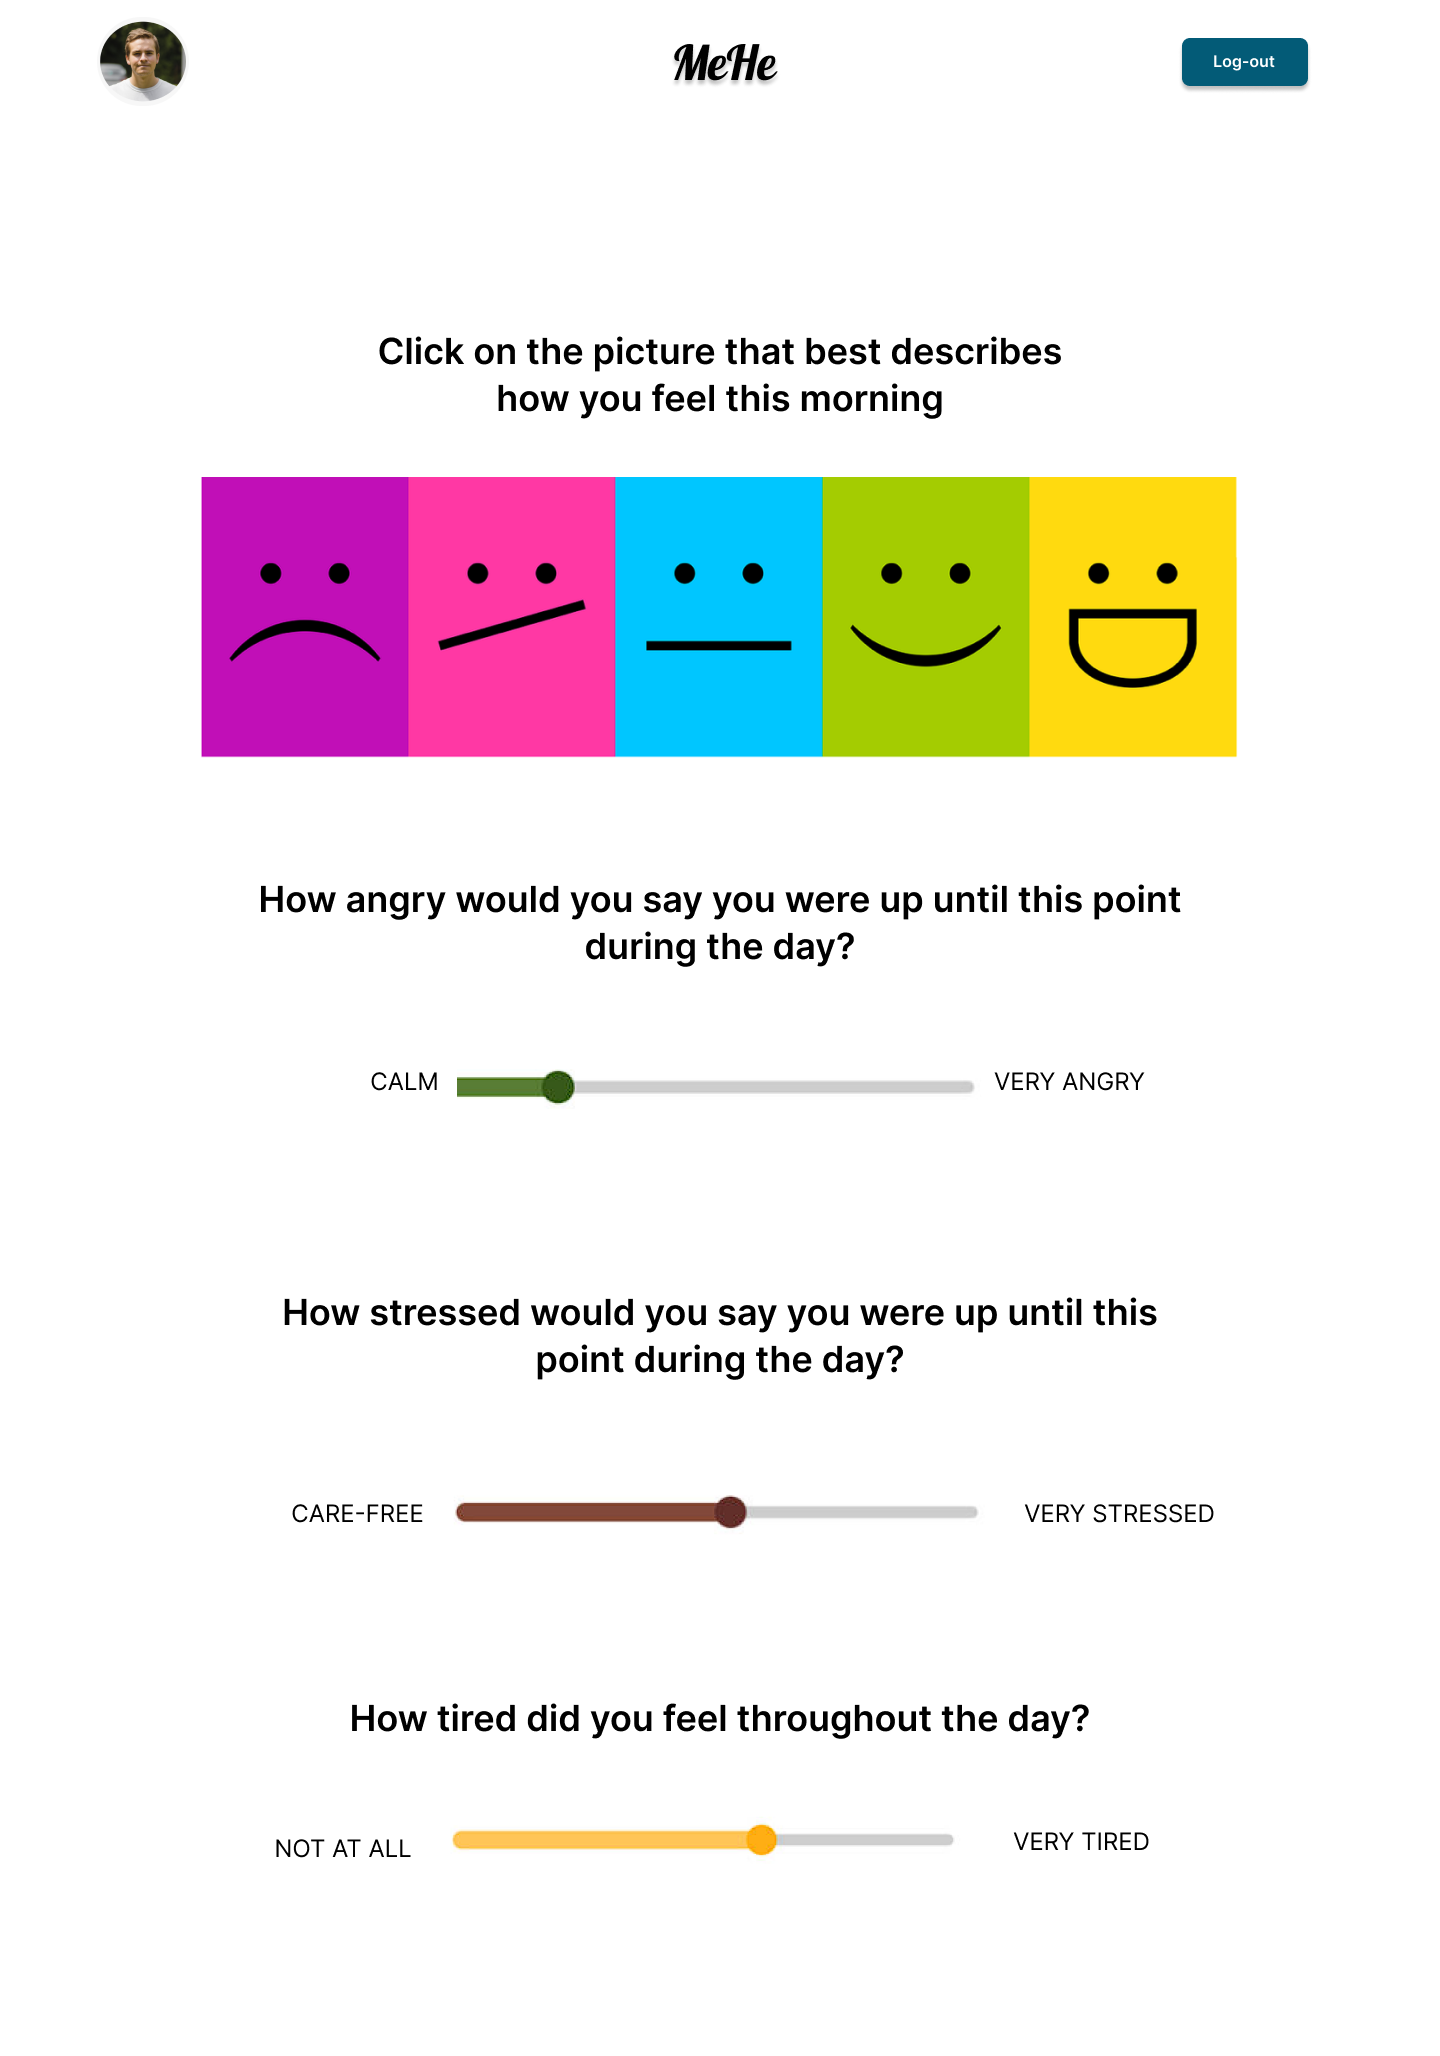 MeHe
Log-out
Click on the picture that best describes
how you feel this morning
How angry would you say you were up until this point
during the day?
CALM
VERY ANGRY
How stressed would you say you were up until this
point during the day?
CARE-FREE
VERY STRESSED
How tired did you feel throughout the day?
NOT AT ALL
VERY TIRED